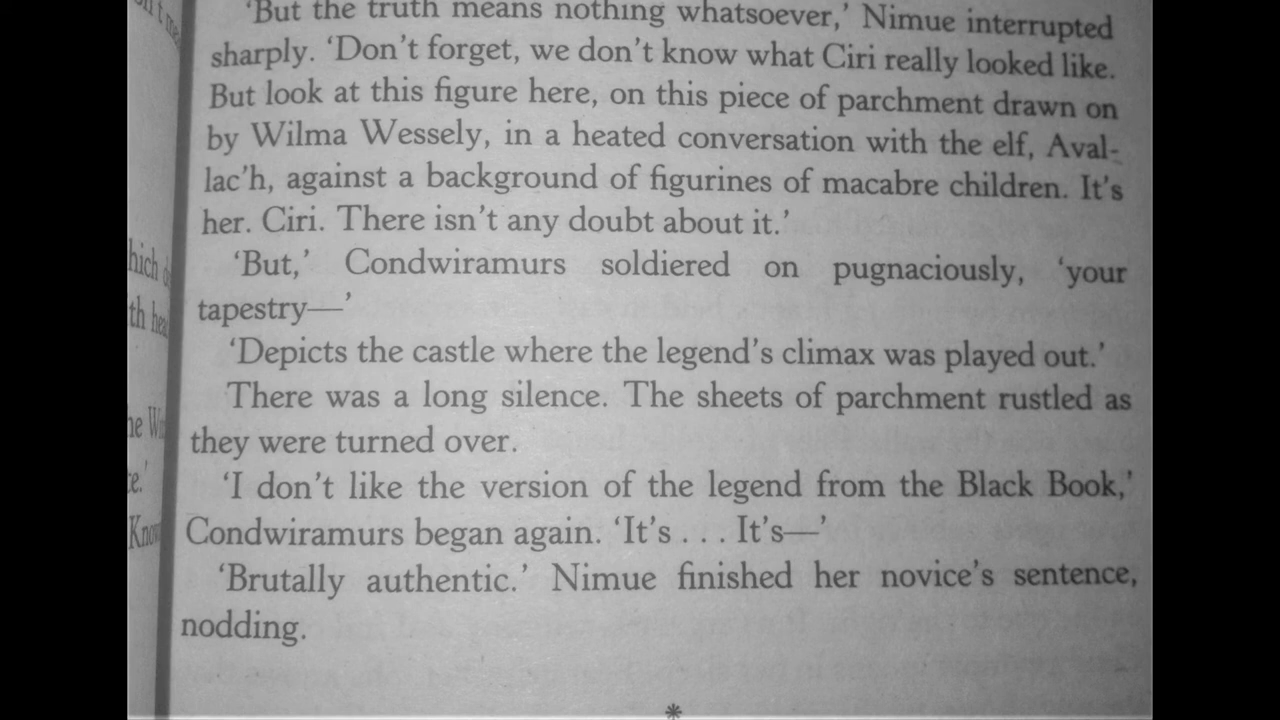 'But the truth means nothing whatsoever,' Nimue interrupted
sharply. 'Don't forget, we don't know what Ciri really looked like.
But look at this figure here, on this piece of parchment drawn on
by Wilma Wessely, in a heated conversation with the elf, Aval-
lac'h, against a background of figurines of macabre children. It's
her. Ciri. There isn't any doubt about it.'
'But,' Condwiramurs soldiered on pugnaciously, 'your
tapestry—'
'Depicts the castle where the legend's climax was played out.'
There was a long silence. The sheets of parchment rustled as
they were turned over.
'I don't like the version of the legend from the Black Book,'
Condwiramurs began again. 'It's . . . It's—'
'Brutally authentic.' Nimue finished her novice's sentence,
nodding.
*